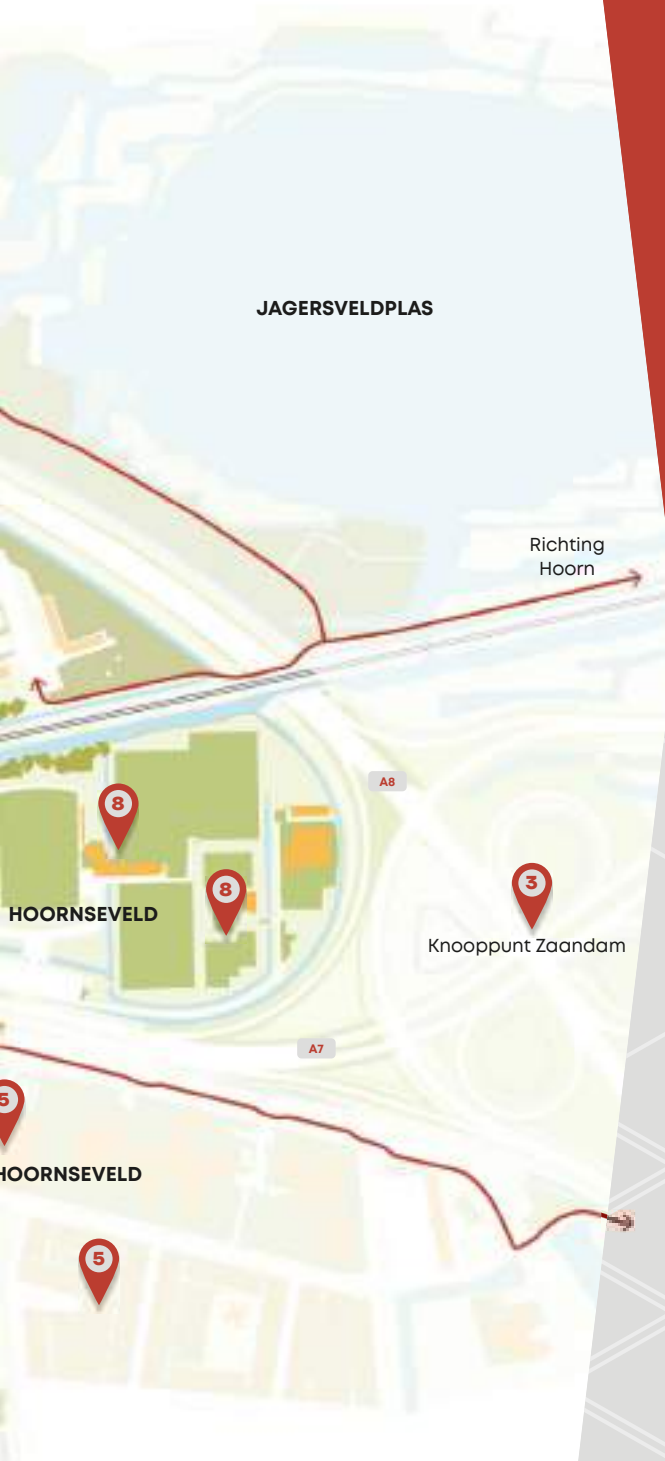 JAGERSVELDPLAS
Richting
Hoorn
A8
8
3
8
HOORNSEVELD
Knooppunt Zaandam
A7
5
HOORNSEVELD
5